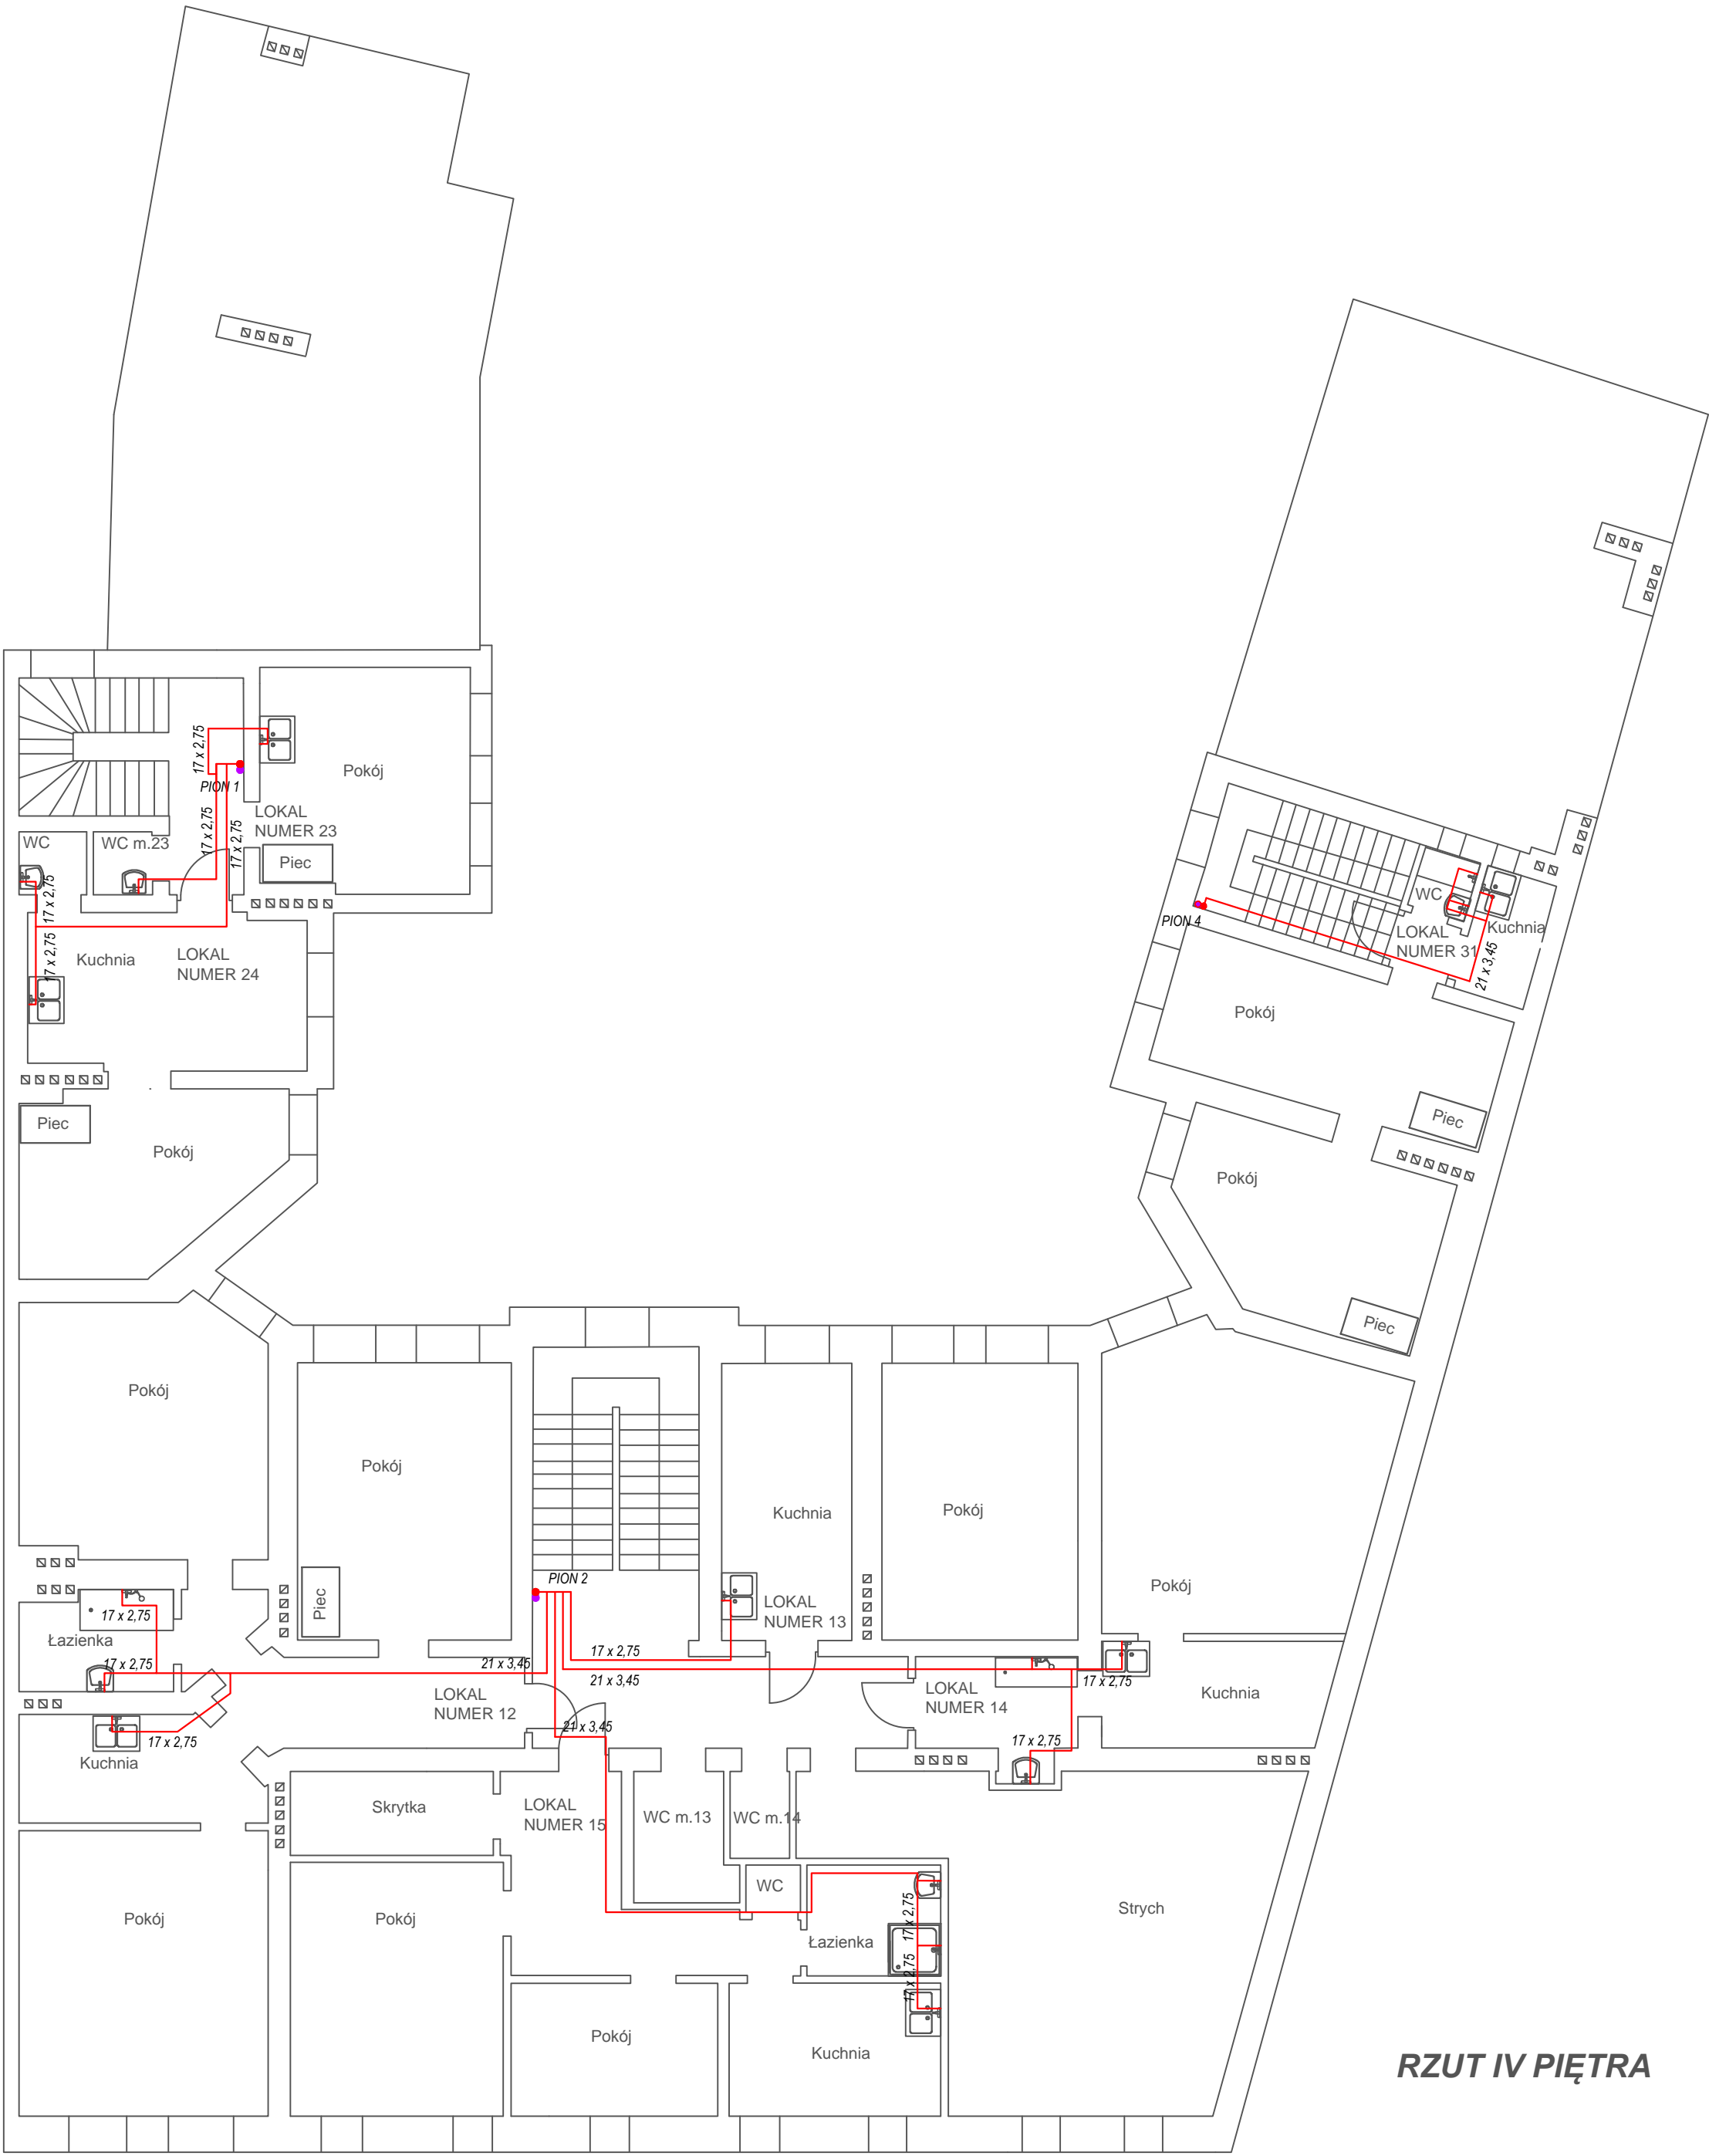 17 x 2,75
PION 1
Pokój
17 x 2,75
17 x 2,75
LOKAL
NUMER 23
WC
WC m.23
Piec
17 x 2,75
17 x 2,75
Kuchnia
LOKAL
NUMER 24
Piec
Pokój
WC
PION 4
LOKAL
NUMER 31
Kuchnia
21 x 3,45
Pokój
Piec
Pokój
Piec
Pokój
Pokój
Piec
PION 2
Kuchnia
Pokój
LOKAL
NUMER 13
Pokój
17 x 2,75
Łazienka
17 x 2,75
21 x 3,45
17 x 2,75
21 x 3,45
17 x 2,75
LOKAL
NUMER 12
21 x 3,45
LOKAL
NUMER 14
Kuchnia
17 x 2,75
17 x 2,75
Kuchnia
Skrytka
LOKAL
NUMER 15
WC m.13
WC m.14
WC
Pokój
Pokój
Łazienka
17 x 2,75
17 x 2,75
Strych
Pokój
Kuchnia
RZUT IV PIĘTRA